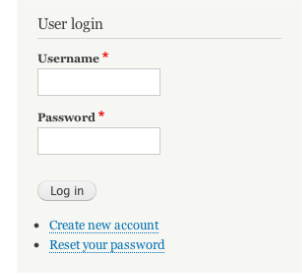 User login
Username *
Password *
Log in
Create new account
Reset your password